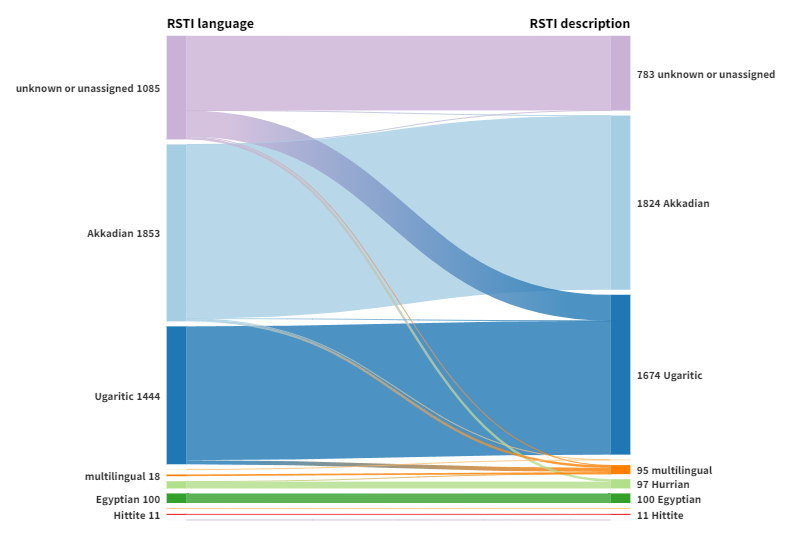 RSTI language
RSTI description
unknown or unassigned 1085
783 unknown or unassigned
1824 Akkadian
Akkadian 1853
1674 Ugaritic
Ugaritic 1444
95 multilingual
multilingual 18
97 Hurrian
Egyptian 100
100 Egyptian
Hittite 11
11 Hittite